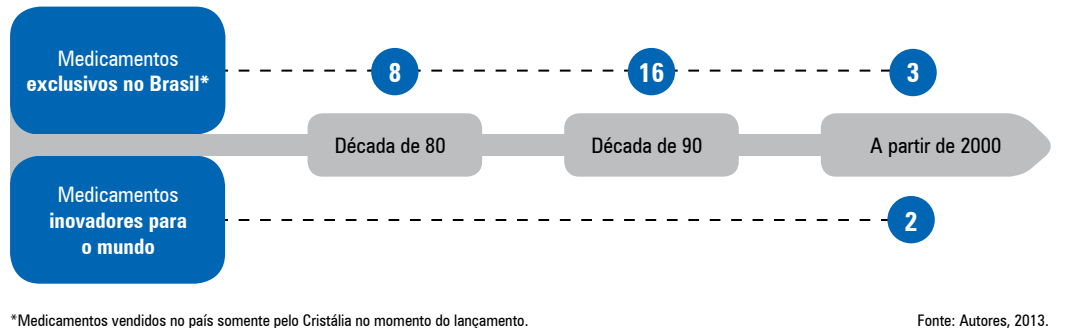 Medicamentos
exclusivos no Brasil*
8
16
3
Década de 80
Década de 90
A partir de 2000
Medicamentos
inovadores para
o mundo
2
*Medicamentos vendidos no país somente pelo Cristália no momento do lançamento.
Fonte: Autores, 2013.